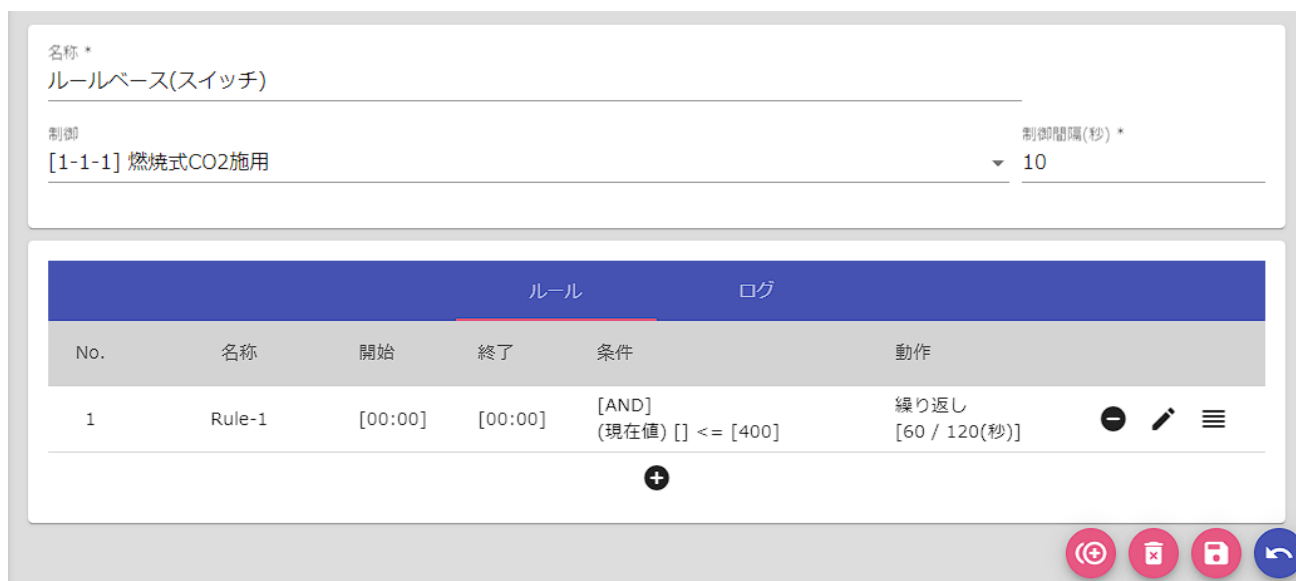 名称 *
ルールベース(スイッチ)
制御
制御間隔(秒) *
[1-1-1] 燃焼式CO2施用
10
ルール
ログ
No.
名称
開始
終了
条件
動作
1
Rule-1
[00:00]
[00:00]
[AND]
(現在値) [] <= [400]
繰り返し
[60 / 120(秒)]